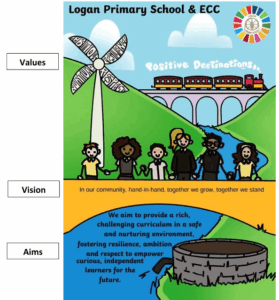 Logan Primary School & ECC
Positive Destinations..
Values
Vision
In our community, hand-in-hand, together we grow, together we stand
We aim to provide a rich,
challenging curriculum in a safe
and nurturing environment,
fostering resilience, ambition
and respect to empower
curious, independent
learners for the
future.
Aims